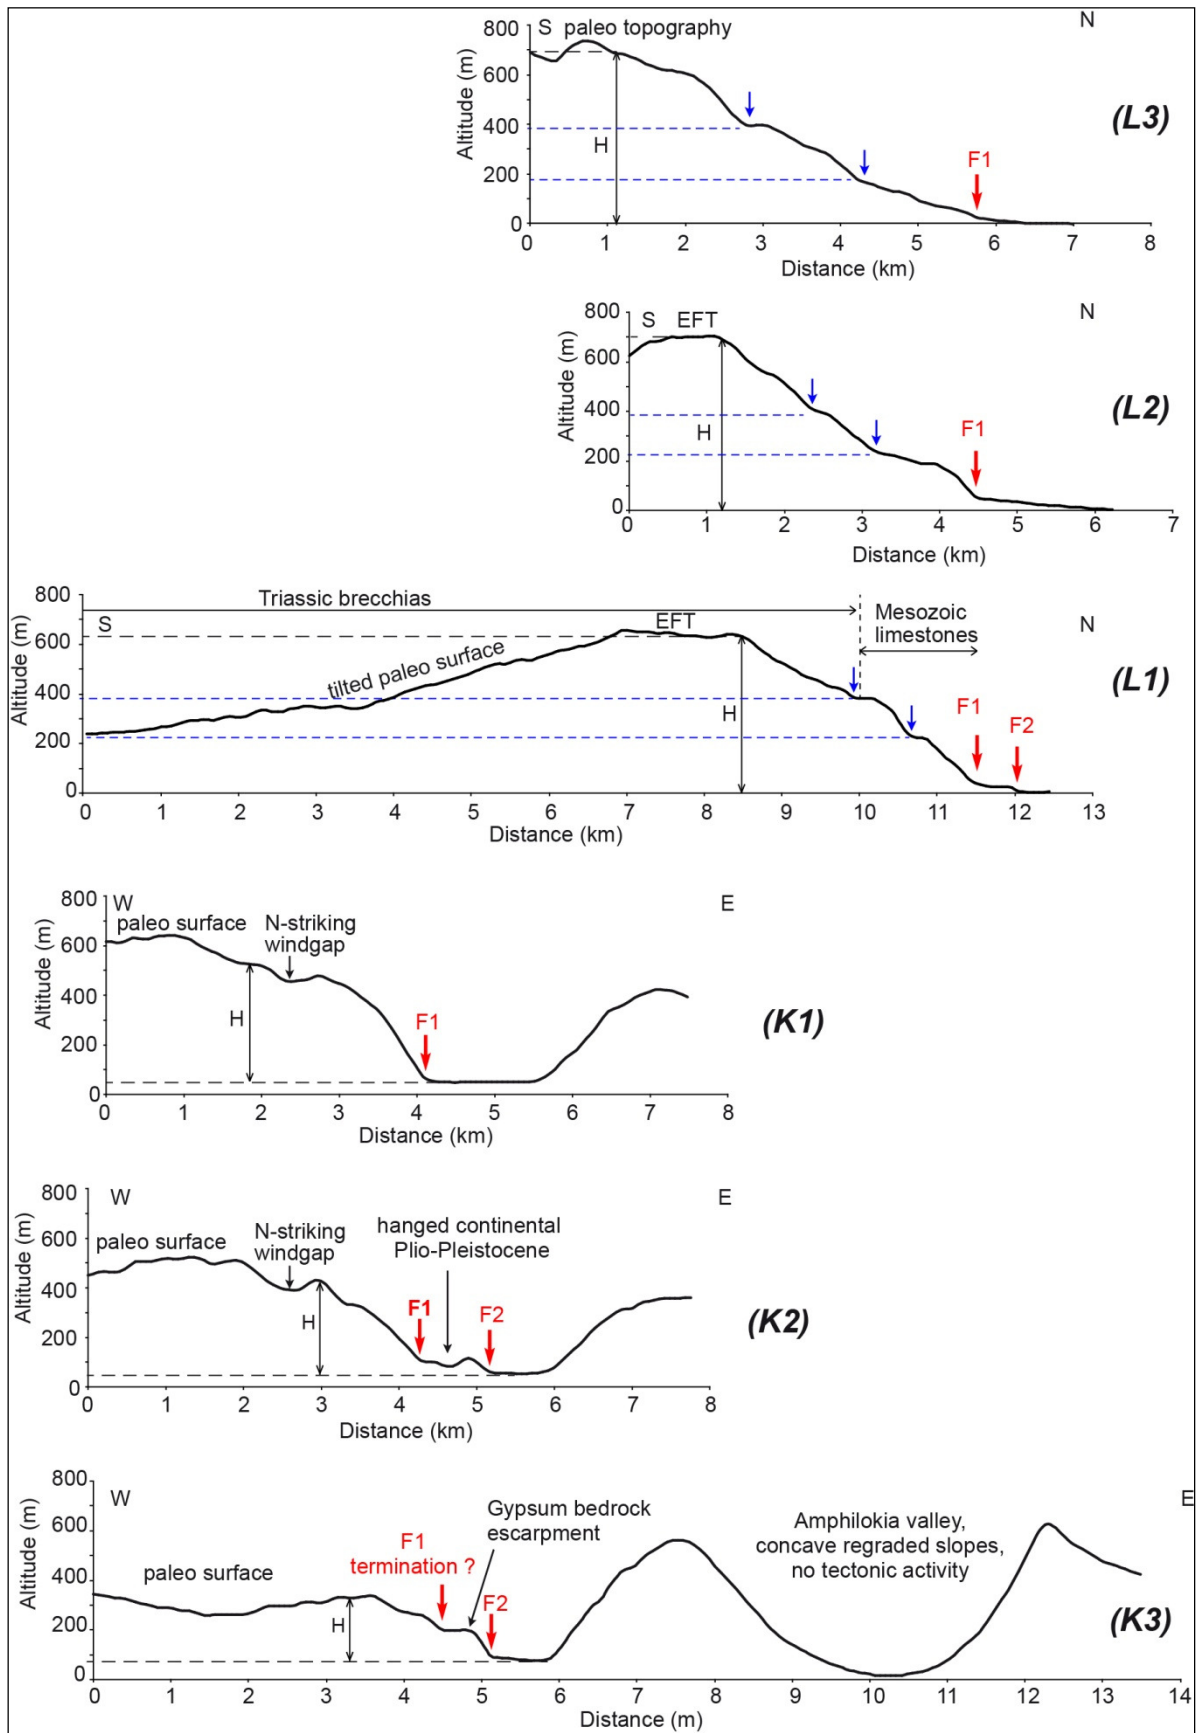 800
S paleo topography
N
600
400
200
0
Altitude (m)
H
F1
(L3)
0 1 2 3 4 5 6 7 8
Distance (km)
800
S EFT
N
600
400
200
0
Altitude (m)
H
F1
(L2)
0 1 2 3 4 5 6 7
Distance (km)
800
Triassic brecchias
S
EFT
Mesozoic
limestones
N
600
tilted paleo surface
400
200
0
Altitude (m)
H
F1
F2
(L1)
0 1 2 3 4 5 6 7 8 9 10 11 12 13
Distance (km)
800
W
E
paleo surface
N-striking
windgap
600
400
200
0
Altitude (m)
H
F1
(K1)
0 1 2 3 4 5 6 7 8
Distance (km)
800
W
E
paleo surface
N-striking
windgap
hanged continental
Plio-Pleistocene
600
400
200
0
Altitude (m)
H
F1
F2
(K2)
0 1 2 3 4 5 6 7 8
Distance (km)
800
W
E
Gypsum bedrock
escarpment
Amphilokia valley,
concave regraded slopes,
no tectonic activity
600
F1
termination ?
paleo surface
400
200
0
Altitude (m)
H
F2
(K3)
0 1 2 3 4 5 6 7 8 9 10 11 12 13 14
Distance (m)